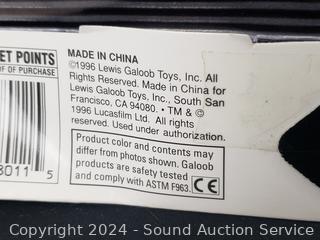 ET POINTS
OF OF PURCHASE
MADE IN CHINA
©1996 Lewis Galoob Toys, Inc. All
Rights Reserved. Made in China for
Lewis Galoob Toys, Inc., South San
Francisco, CA 94080. • TM & ©
1996 Lucasfilm Ltd. All rights
reserved. Used under authorization.
Product color and contents may
differ from photos shown. Galoob
products are safety tested
and comply with ASTM F963. CE
8011 5
Copyright 2024 - Sound Auction Service